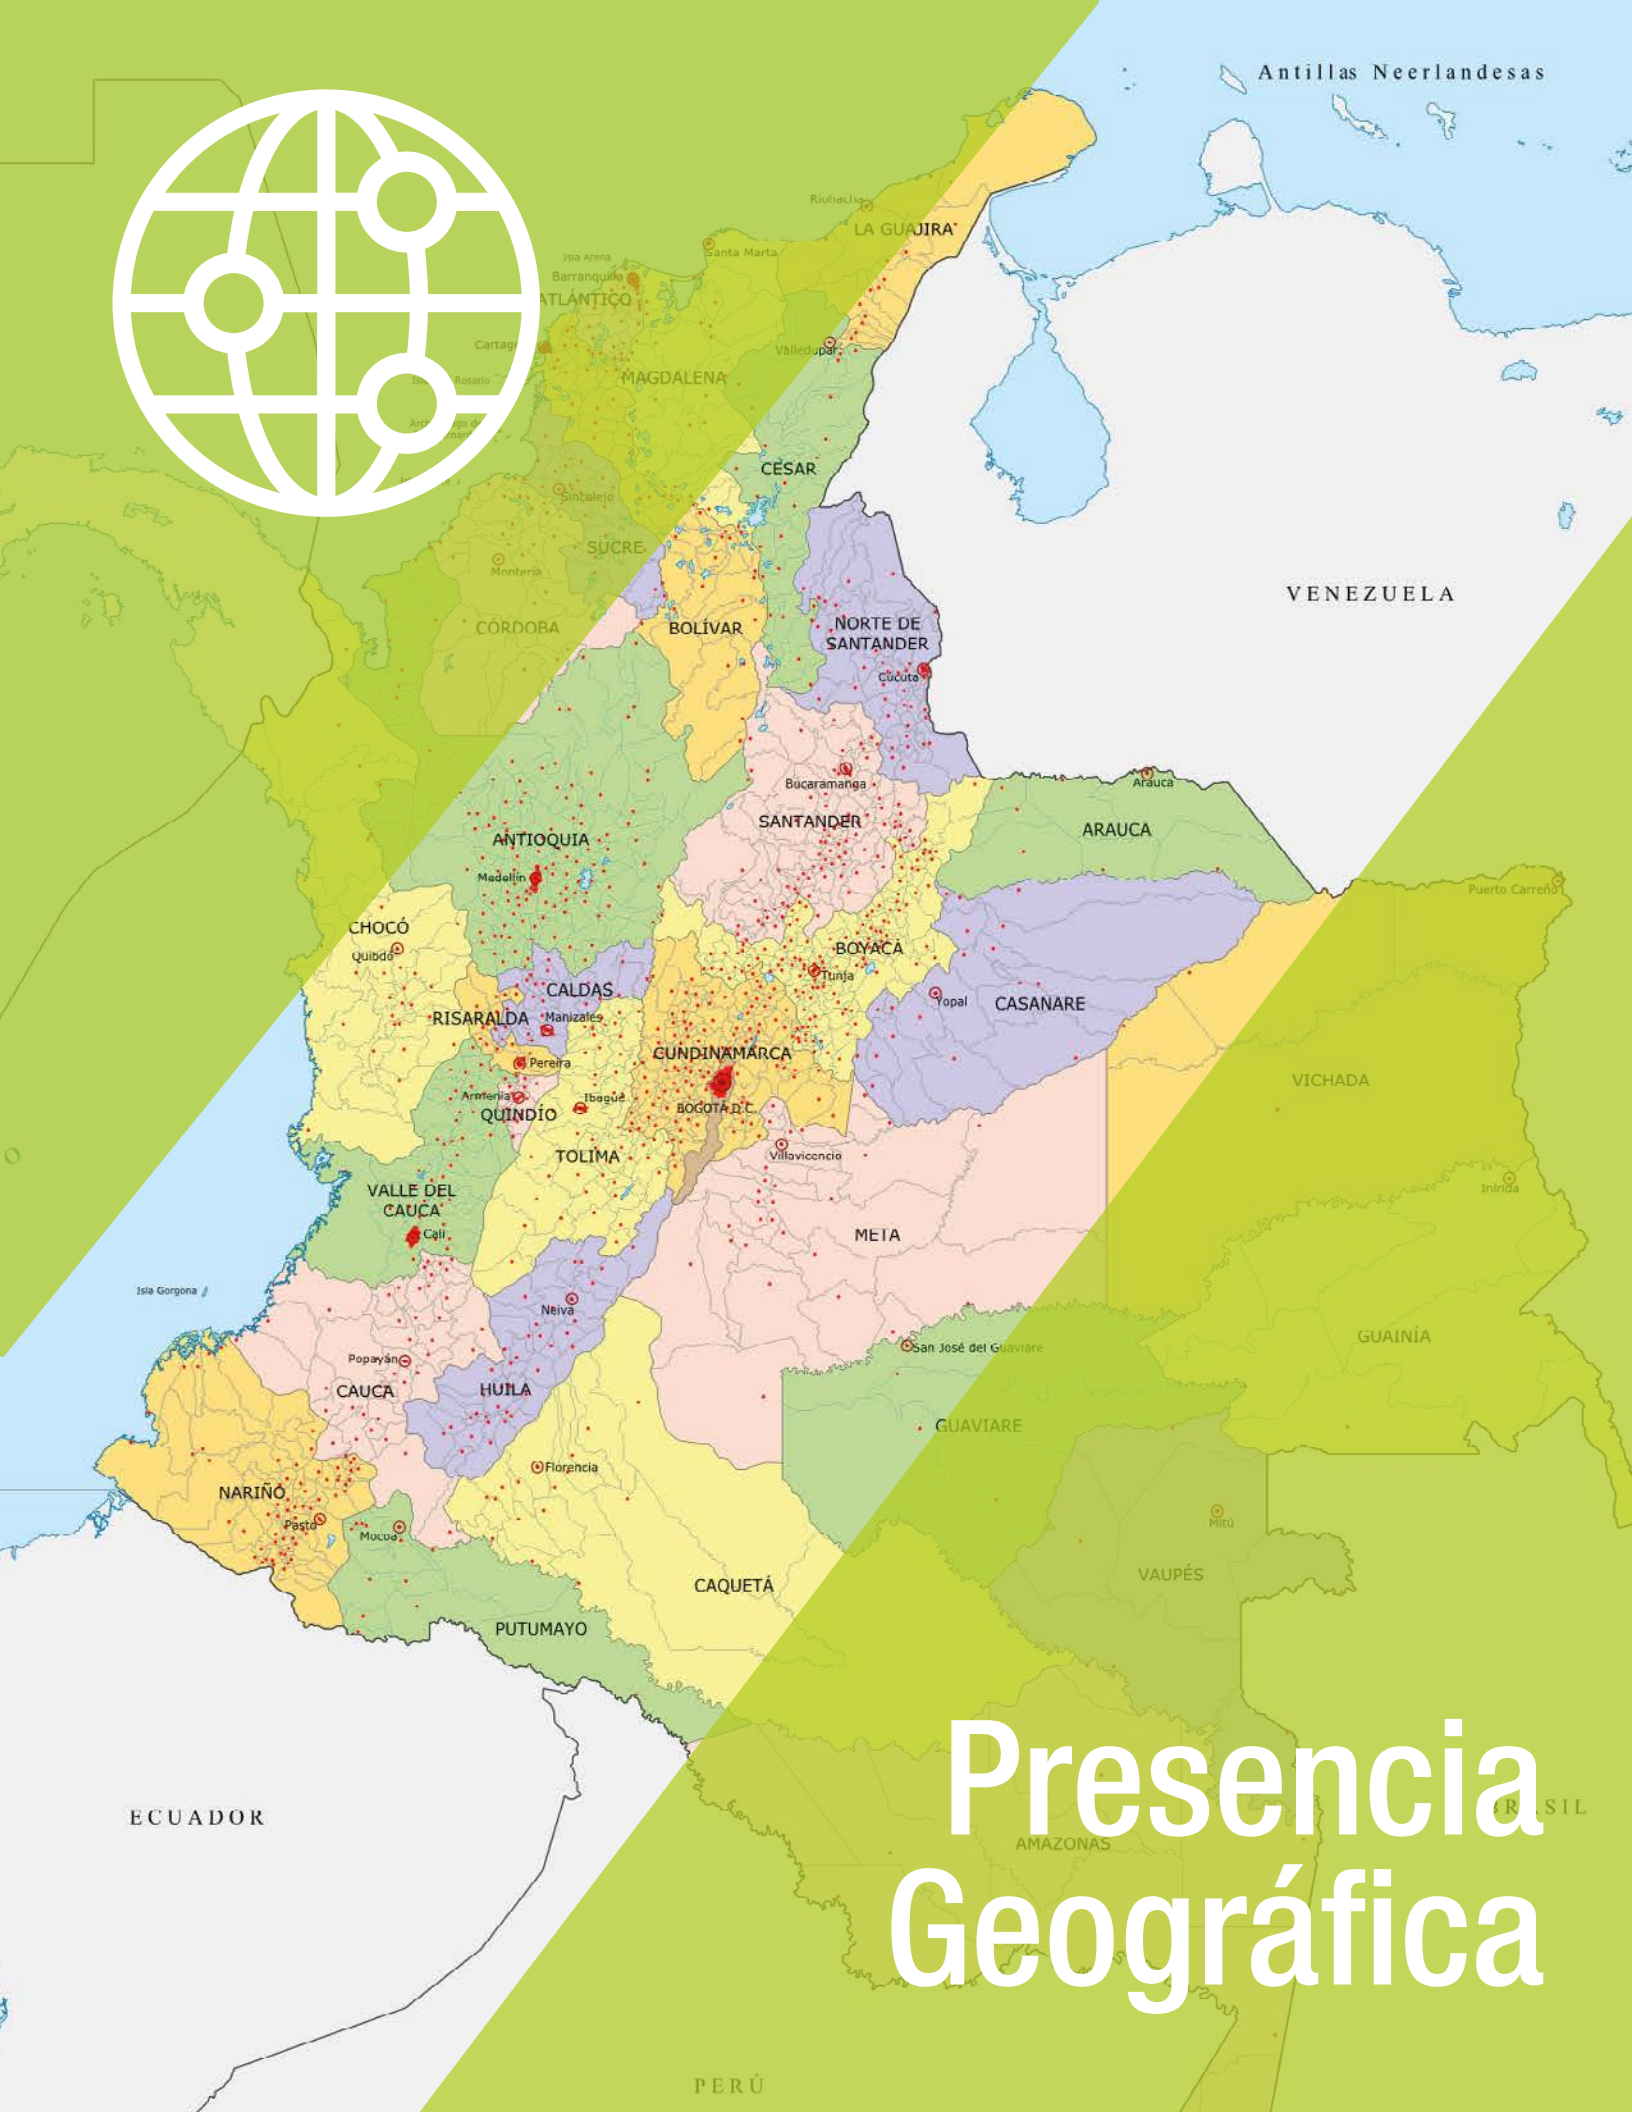 Antillas Neerlandesas
Riohacha
LA GUAJIRA
Santa Marta
Isla Arena
Barranquilla
ATLÁNTICO
Valledupar
MAGDALENA
Rosario
CESAR
Sincelejo
SUCRE
Montería
VENEZUELA
CÓRDOBA
BOLÍVAR
NORTE DE
SANTANDER
Cúcuta
Bucaramanga
Arauca
SANTANDER
ARAUCA
ANTIOQUIA
Medellín
Puerto Carreño
CHOCÓ
Quibdó
BOYACÁ
Tunja
CALDAS
Yopal
CASANARE
RISARALDA
Manizales
CUNDINAMARCA
Pereira
VICHADA
Armenia
Ibagué
QUINDÍO
BOGOTÁ D.C.
TOLIMA
Villavicencio
VALLE DEL
CAUCA
Inírida
Cali
META
Isla Gorgona
Neiva
GUAINÍA
San José del Guaviare
Popayán
CAUCA
HUILA
GUAVIARE
Florencia
NARIÑO
Pasto
Mocoa
Mitú
VAUPÉS
CAQUETÁ
PUTUMAYO
Presencia
BRASIL
ECUADOR
AMAZONAS
Geográfica
PERÚ